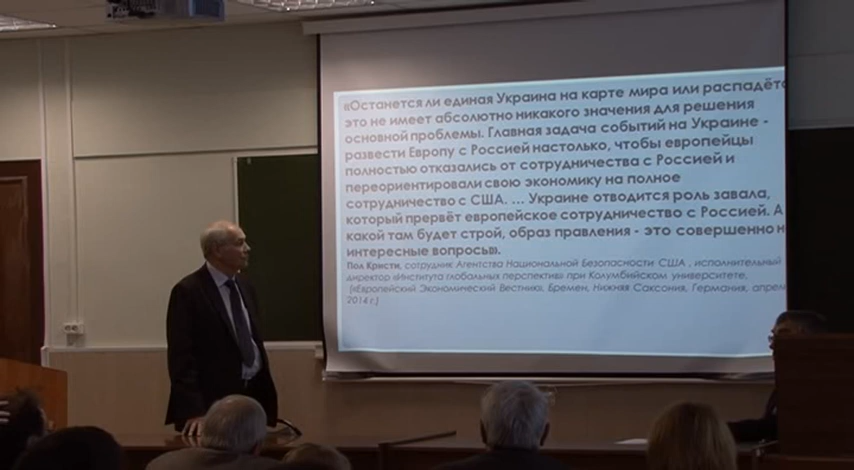 «Останется ли единая Украина на карте мира или распадётс
это не имеет абсолютно никакого значения для решения
основной проблемы. Главная задача событий на Украине -
развести Европу с Россией настолько, чтобы европейцы
полностью отказались от сотрудничества с Россией и
переориентировали свою экономику на полное
сотрудничество с США. ... Украине отводится роль завала,
который прервёт европейское сотрудничество с Россией. А
какой там будет строй, образ правления - это совершенно н
интересные вопросы».
Пол Кристи, сотрудник Агентства Национальной Безопасности США , исполнительный
директор «Института глобальных перспектив» при Колумбийском университете.
(«Европейский Экономический Вестник». Бремен, Нижняя Саксония, Германия, апрел
2014 г.)